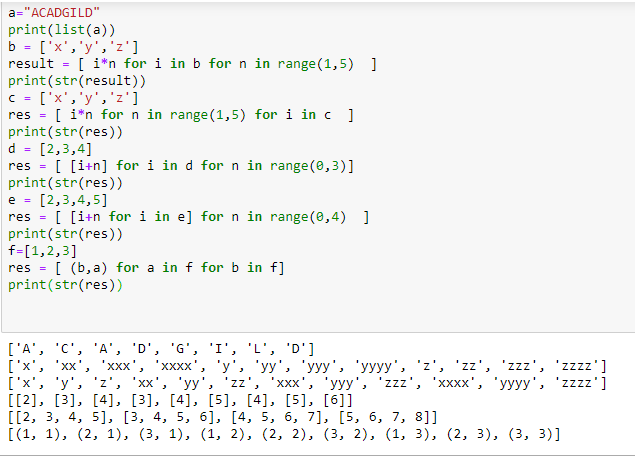 a="ACADGILD"
print(list(a))
b = ['x','y','z']
result = [ i*n for i in b for n in range(1,5)  ]
print(str(result))
c = ['x','y','z']
res = [ i*n for n in range(1,5) for i in c  ]
print(str(res))
d = [2,3,4]
res = [ [i+n] for i in d for n in range(0,3)]
print(str(res))
e = [2,3,4,5]
res = [ [i+n for i in e] for n in range(0,4)  ]
print(str(res))
f=[1,2,3]
res = [ (b,a) for a in f for b in f]
print(str(res))
['A', 'C', 'A', 'D', 'G', 'I', 'L', 'D']
['x', 'xx', 'xxx', 'xxxx', 'y', 'yy', 'yyy', 'yyyy', 'z', 'zz', 'zzz', 'zzzz']
['x', 'y', 'z', 'xx', 'yy', 'zz', 'xxx', 'yyy', 'zzz', 'xxxx', 'yyyy', 'zzzz']
[[2], [3], [4], [3], [4], [5], [4], [5], [6]]
[[2, 3, 4, 5], [3, 4, 5, 6], [4, 5, 6, 7], [5, 6, 7, 8]]
[(1, 1), (2, 1), (3, 1), (1, 2), (2, 2), (3, 2), (1, 3), (2, 3), (3, 3)]